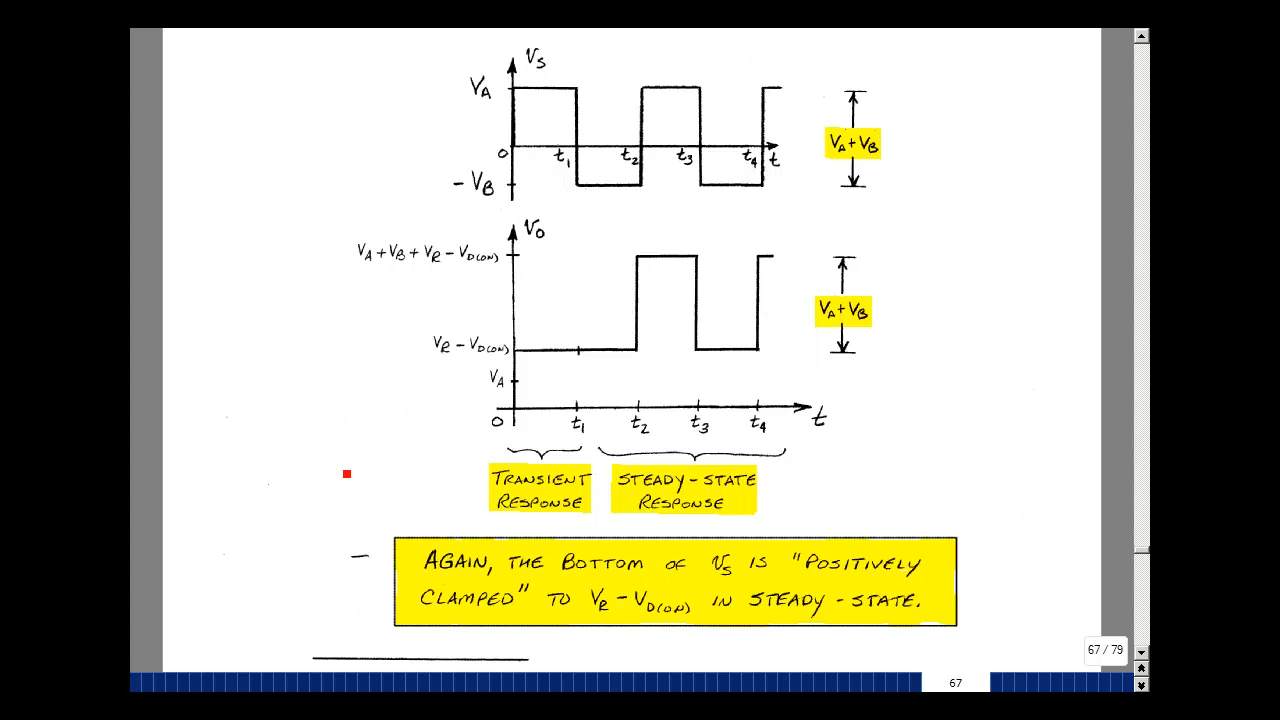 Vs
VA
VA + VB
0 t1 t2 t3 t4 t
- VB
Vo
VA + VB + VR - VD(ON)
VA + VB
VR - VD(ON)
VA
0 t1 t2 t3 t4 t
TRANSIENT RESPONSE
STEADY-STATE RESPONSE
- AGAIN, THE BOTTOM OF Vs IS "POSITIVELY
CLAMPED" TO VR - VD(ON) IN STEADY-STATE.
67 / 79
67